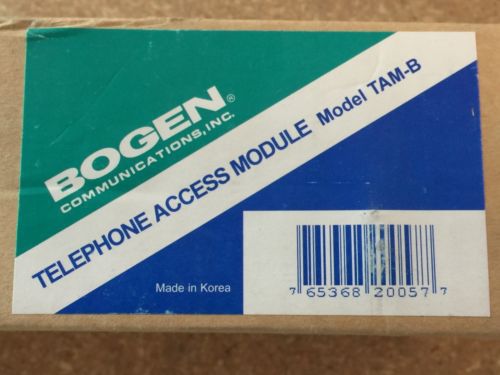 BOGEN®
COMMUNICATIONS, INC.
TELEPHONE ACCESS MODULE Model TAM-B
Made in Korea
7 65368 20057 7